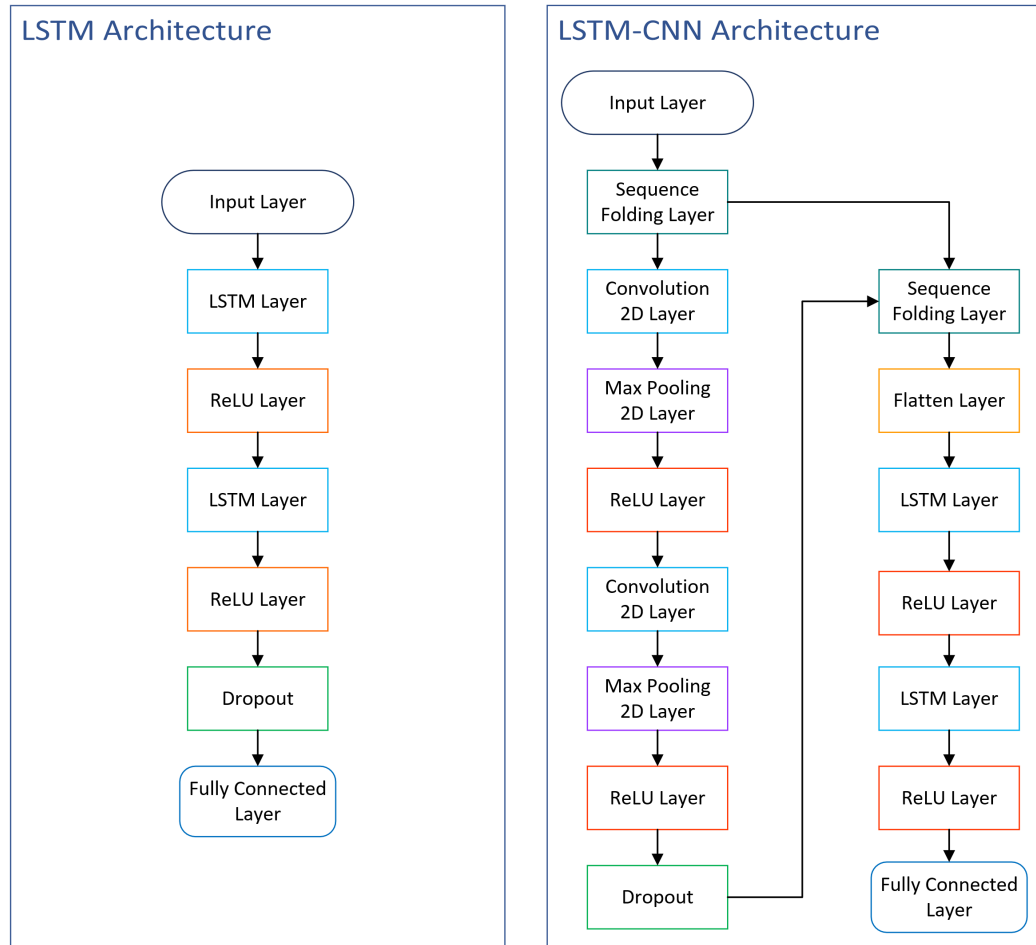 LSTM Architecture
Input Layer
LSTM Layer
ReLU Layer
LSTM Layer
ReLU Layer
Dropout
Fully Connected
Layer
LSTM-CNN Architecture
Input Layer
Sequence
Folding Layer
Convolution
2D Layer
Max Pooling
2D Layer
ReLU Layer
Convolution
2D Layer
Max Pooling
2D Layer
ReLU Layer
Dropout
Sequence
Folding Layer
Flatten Layer
LSTM Layer
ReLU Layer
LSTM Layer
ReLU Layer
Fully Connected
Layer